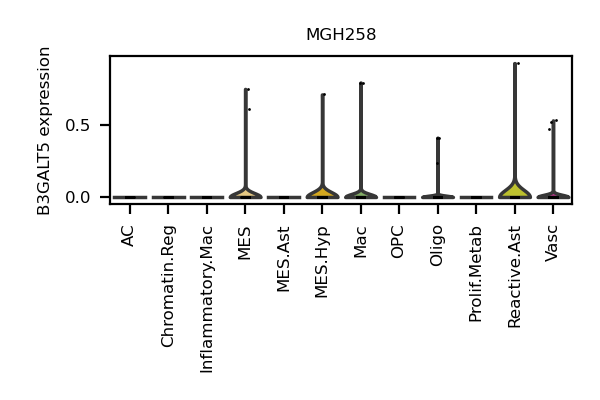 MGH258
B3GALT5 expression
0.5
0.0
AC
Chromatin.Reg
Inflammatory.Mac
MES
MES.Ast
MES.Hyp
Mac
OPC
Oligo
Prolif.Metab
Reactive.Ast
Vasc